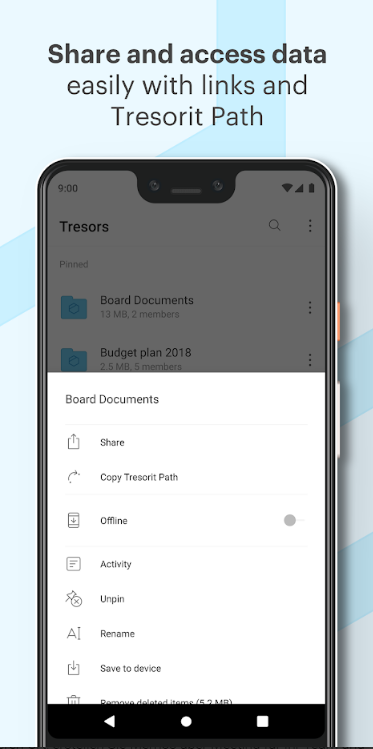 Share and access data
easily with links and
Tresorit Path
9:00
Tresors
Pinned
Board Documents
13 MB, 2 members
Budget plan 2018
2.5 MB, 5 members
Board Documents
Share
Copy Tresorit Path
Offline
Activity
Unpin
Rename
Save to device
Remove deleted items (5.2 MB)